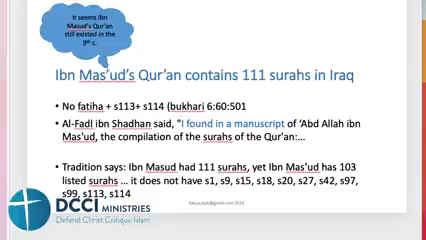 It seems Ibn
Masud's Qur'an
still existed in the
9th c.
Ibn Mas'ud's Qur'an contains 111 surahs in Iraq
• No fatiha + s113+ s114 (bukhari 6:60:501
• Al-Fadl ibn Shadhan said, "I found in a manuscript of 'Abd Allah ibn
Mas'ud, the compilation of the surahs of the Qur'an:...
• Tradition says: Ibn Masud had 111 surahs, yet Ibn Mas'ud has 103
listed surahs ... it does not have s1, s9, s15, s18, s20, s27, s42, s97,
s99, s113, s114
DCCI
MINISTRIES
Defend Christ Critique Islam